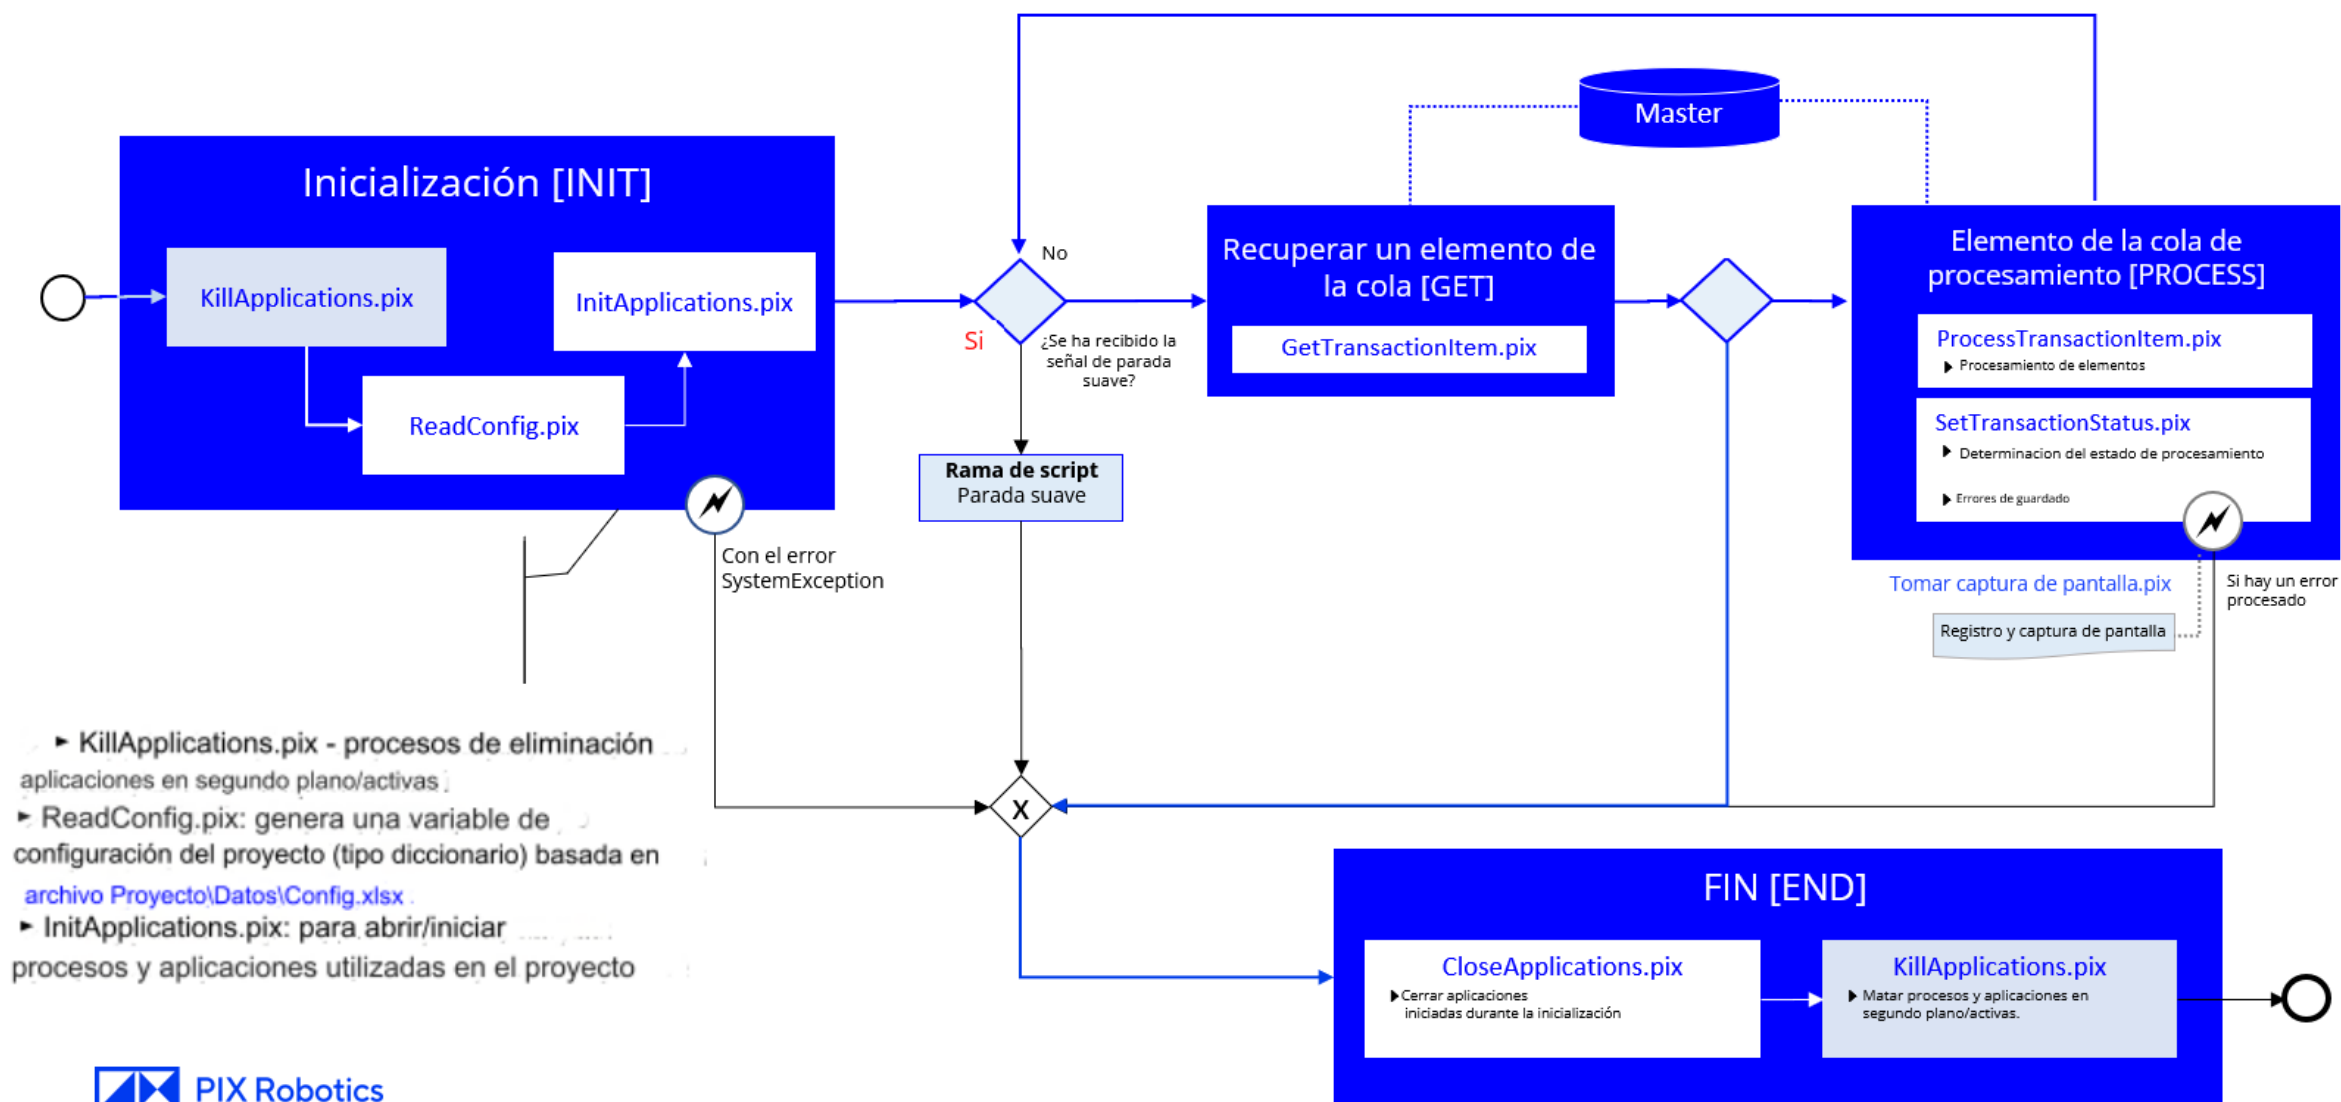 Master
Inicialización [INIT]
KillApplications.pix
InitApplications.pix
ReadConfig.pix
Con el error
SystemException
No
Si
¿Se ha recibido la
señal de parada
suave?
Rama de script
Parada suave
X
Recuperar un elemento de
la cola [GET]
GetTransactionItem.pix
Elemento de la cola de
procesamiento [PROCESS]
ProcessTransactionItem.pix
Procesamiento de elementos
SetTransactionStatus.pix
Determinacion del estado de procesamiento
Errores de guardado
Tomar captura de pantalla.pix
Registro y captura de pantalla
Si hay un error
procesado
KillApplications.pix - procesos de eliminación
aplicaciones en segundo plano/activas
ReadConfig.pix: genera una variable de
configuración del proyecto (tipo diccionario) basada en
archivo Proyecto\Datos\Config.xlsx
InitApplications.pix: para abrir/iniciar
procesos y aplicaciones utilizadas en el proyecto
FIN [END]
CloseApplications.pix
Cerrar aplicaciones
iniciadas durante la inicialización
KillApplications.pix
Matar procesos y aplicaciones en
segundo plano/activas.
PIX Robotics